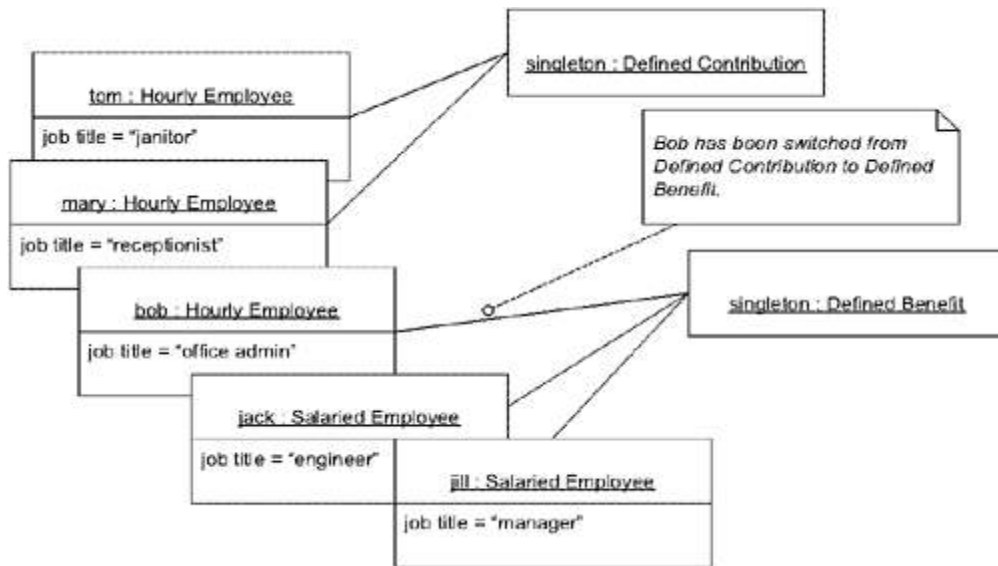 singleton : Defined Contribution
tom : Hourly Employee
job title = “janitor”
Bob has been switched from
Defined Contribution to Defined
Benefit.
mary : Hourly Employee
job title = “receptionist”
bob : Hourly Employee
job title = “office admin”
singleton : Defined Benefit
jack : Salaried Employee
job title = “engineer”
jill : Salaried Employee
job title = “manager”